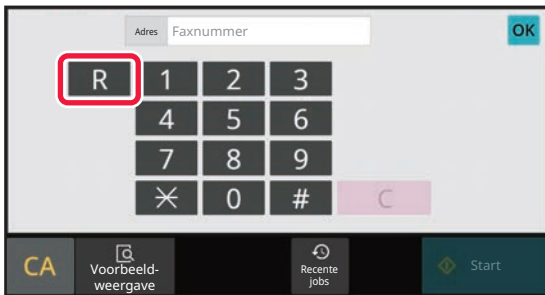 Adres Faxnummer OK
R 1 2 3
4 5 6
7 8 9
* 0 # C
CA Voorbeeld-
weergave
Recente
jobs
Start